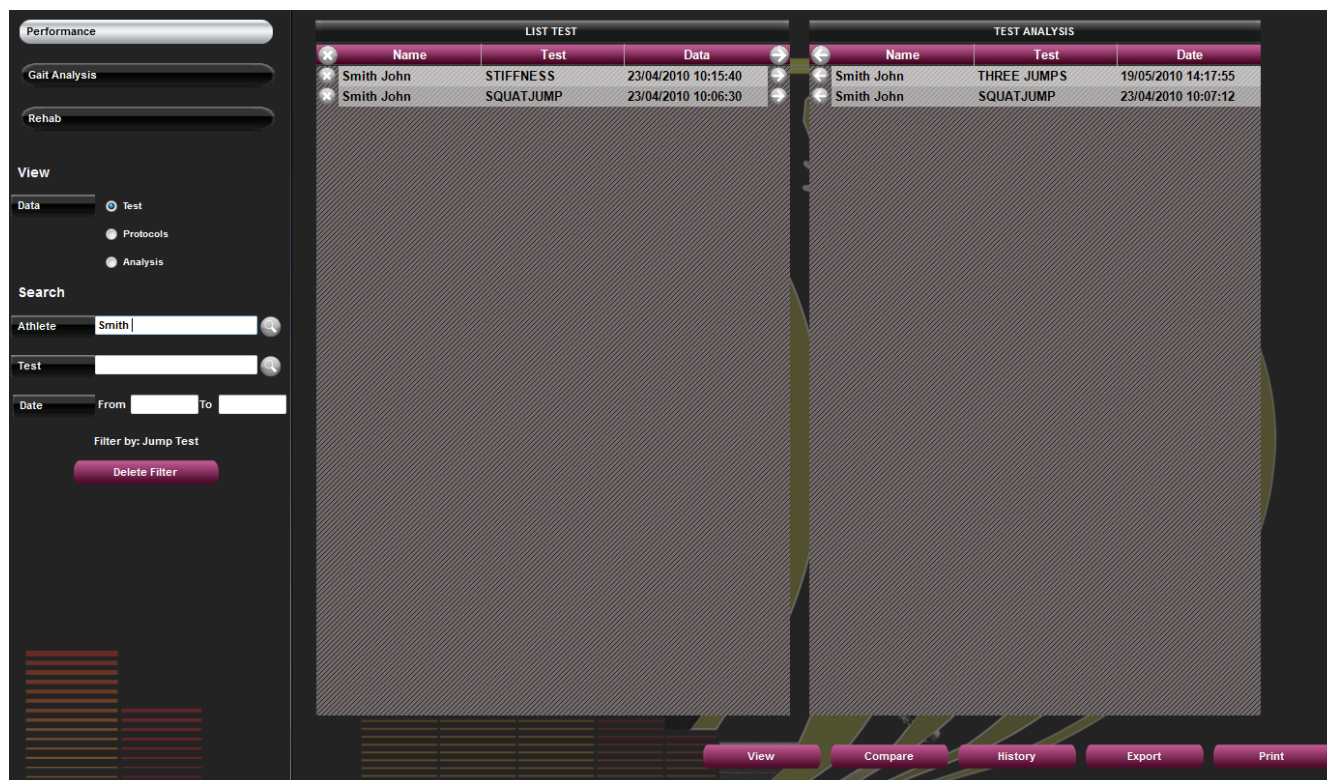 Performance
Gait Analysis
Rehab
View
Data
Test
Protocols
Analysis
Search
Athlete Smith
Test
Date From To
Filter by: Jump Test
Delete Filter
LIST TEST
Name Test Data
Smith John STIFFNESS 23/04/2010 10:15:40
Smith John SQUATJUMP 23/04/2010 10:06:30
TEST ANALYSIS
Name Test Date
Smith John THREE JUMPS 19/05/2010 14:17:55
Smith John SQUATJUMP 23/04/2010 10:07:12
View Compare History Export Print